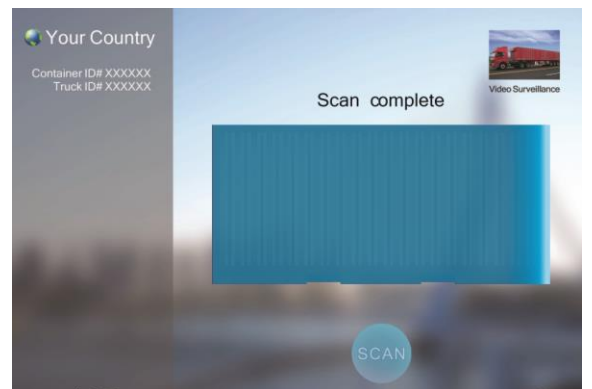 Your Country
Container ID# XXXXXX
Truck ID# XXXXXX
Video Surveillance
Scan complete
SCAN